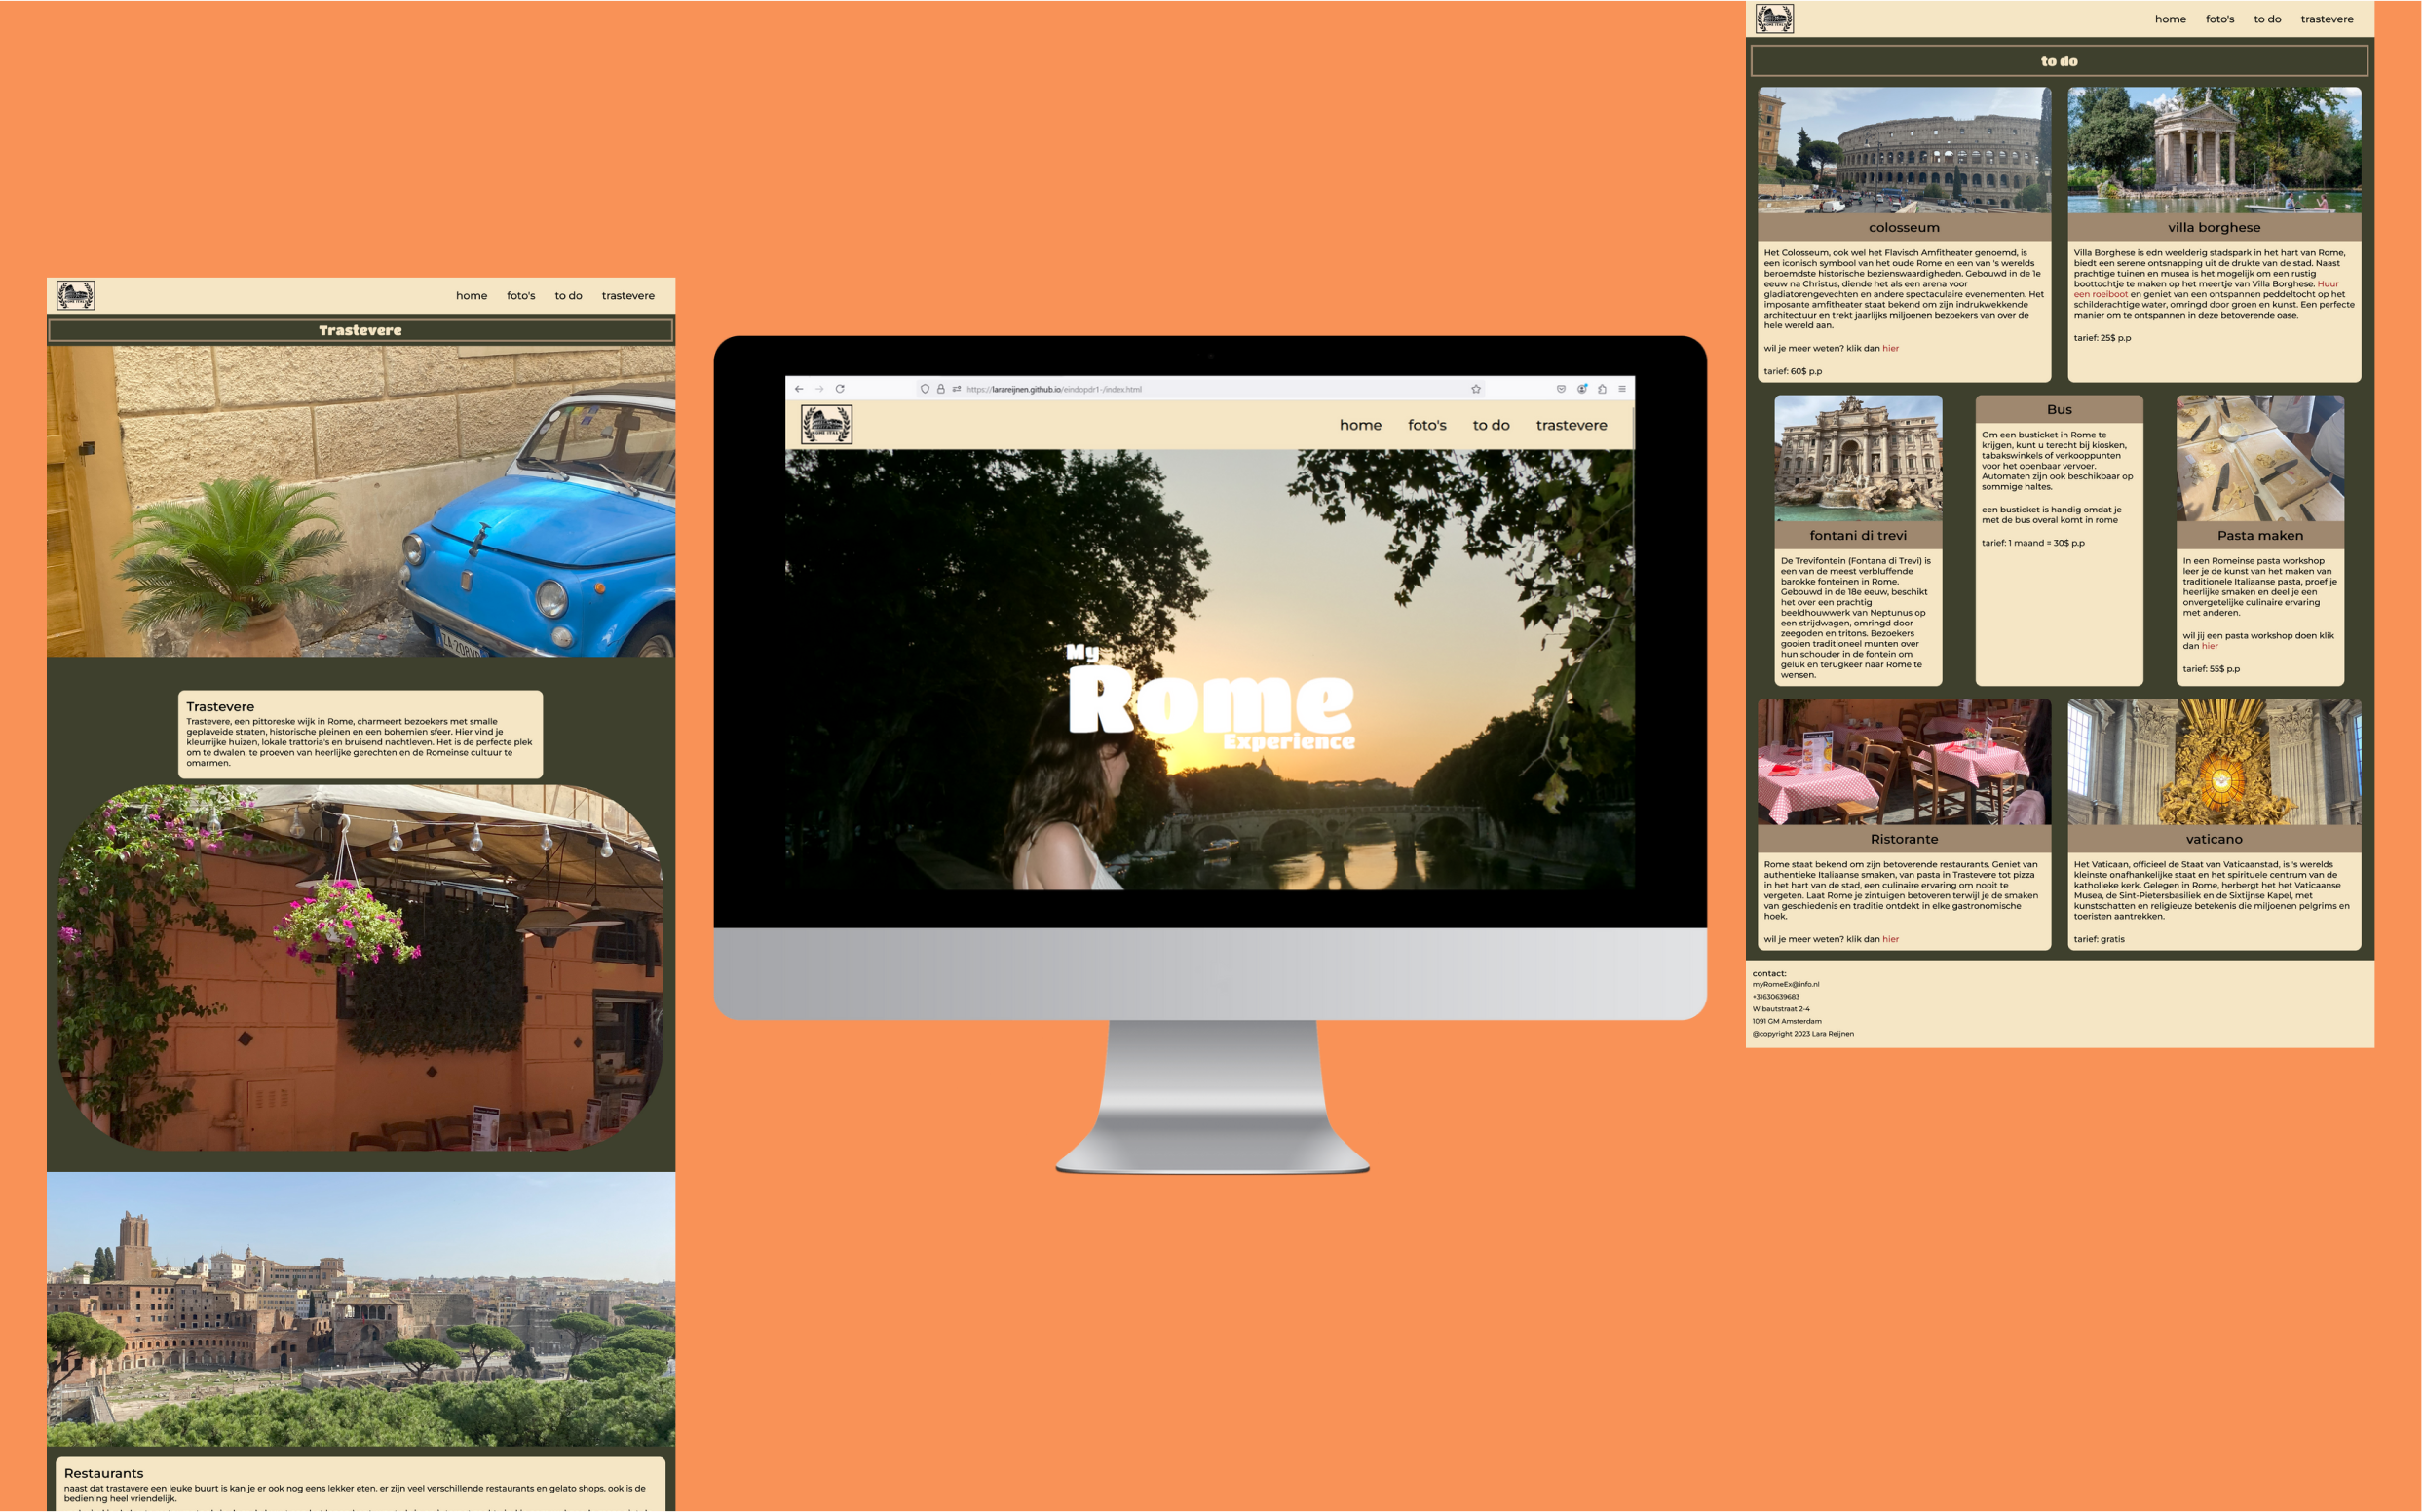 home foto's to do trastevere
Trastevere
Trastevere
Trastevere, een pittoreske wijk in Rome, charmeert bezoekers met smalle
geplaveide straten, historische pleinen en een bohemien sfeer. Hier vind je
kleurrijke huizen, lokale trattoria's en bruisend nachtleven. Het is de perfecte plek
om te dwalen, te proeven van heerlijke gerechten en de Romeinse cultuur te
omarmen.
Restaurants
naast dat trastavere een leuke buurt is kan je er ook nog eens lekker eten. er zijn veel verschillende restaurants en gelato shops. ook is de
bediening heel vriendelijk.
https://larareijnen.github.io/eindopdr1-/index.html
home foto's to do trastevere
My
Rome
Experience
home foto's to do trastevere
to do
colosseum
Het Colosseum, ook wel het Flavisch Amfitheater genoemd, is
een iconisch symbool van het oude Rome en een van 's werelds
beroemdste historische bezienswaardigheden. Gebouwd in de 1e
eeuw na Christus, diende het als een arena voor
gladiatorengevechten en andere spectaculaire evenementen. Het
imposante amfitheater staat bekend om zijn indrukwekkende
architectuur en trekt jaarlijks miljoenen bezoekers van over de
hele wereld aan.
wil je meer weten? klik dan hier
tarief: 60$ p.p
villa borghese
Villa Borghese is edn weelderig stadspark in het hart van Rome,
biedt een serene ontsnapping uit de drukte van de stad. Naast
prachtige tuinen en musea is het mogelijk om een rustig
boottochtje te maken op het meertje van Villa Borghese. Huur
een roeiboot en geniet van een ontspannen peddeltocht op het
schilderachtige water, omringd door groen en kunst. Een perfecte
manier om te ontspannen in deze betoverende oase.
tarief: 25$ p.p
fontani di trevi
De Trevifontein (Fontana di Trevi) is
een van de meest verbluffende
barokke fonteinen in Rome.
Gebouwd in de 18e eeuw, beschikt
het over een prachtig
beeldhouwwerk van Neptunus op
een strijdwagen, omringd door
zeegoden en tritons. Bezoekers
gooien traditioneel munten over
hun schouder in de fontein om
geluk en terugkeer naar Rome te
wensen.
Bus
Om een busticket in Rome te
krijgen, kunt u terecht bij kiosken,
tabakswinkels of verkooppunten
voor het openbaar vervoer.
Automaten zijn ook beschikbaar op
sommige haltes.
een busticket is handig omdat je
met de bus overal komt in rome
tarief: 1 maand = 30$ p.p
Pasta maken
In een Romeinse pasta workshop
leer je de kunst van het maken van
traditionele Italiaanse pasta, proef je
heerlijke smaken en deel je een
onvergetelijke culinaire ervaring
met anderen.
wil jij een pasta workshop doen klik
dan hier
tarief: 55$ p.p
Ristorante
Rome staat bekend om zijn betoverende restaurants. Geniet van
authentieke Italiaanse smaken, van pasta in Trastevere tot pizza
in het hart van de stad, een culinaire ervaring om nooit te
vergeten. Laat Rome je zintuigen betoveren terwijl je de smaken
van geschiedenis en traditie ontdekt in elke gastronomische
hoek.
wil je meer weten? klik dan hier
vaticano
Het Vaticaan, officieel de Staat van Vaticaanstad, is 's werelds
kleinste onafhankelijke staat en het spirituele centrum van de
katholieke kerk. Gelegen in Rome, herbergt het het Vaticaanse
Musea, de Sint-Pietersbasiliek en de Sixtijnse Kapel, met
kunstschatten en religieuze betekenis die miljoenen pelgrims en
toeristen aantrekken.
tarief: gratis
contact:
myRomeEx@info.nl
+31630639683
Wibautstraat 2-4
1091 GM Amsterdam
@copyright 2023 Lara Reijnen